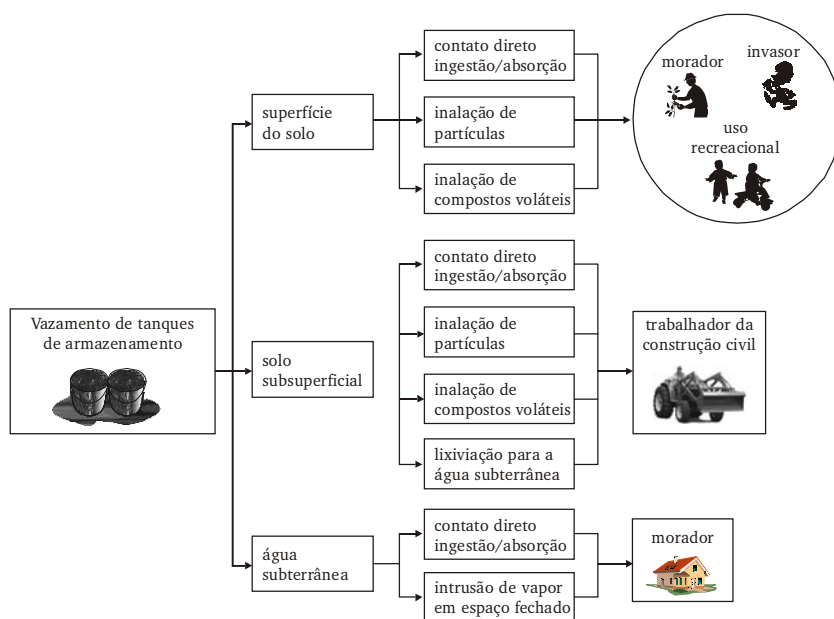 Vazamento de tanques
de armazenamento
superfície
do solo
contato direto
ingestão/absorção
inalação de
partículas
inalação de
compostos voláteis
morador
invasor
uso
recreacional
solo
subsuperficial
contato direto
ingestão/absorção
inalação de
partículas
inalação de
compostos voláteis
lixiviação para a
água subterrânea
trabalhador da
construção civil
água
subterrânea
contato direto
ingestão/absorção
intrusão de vapor
em espaço fechado
morador